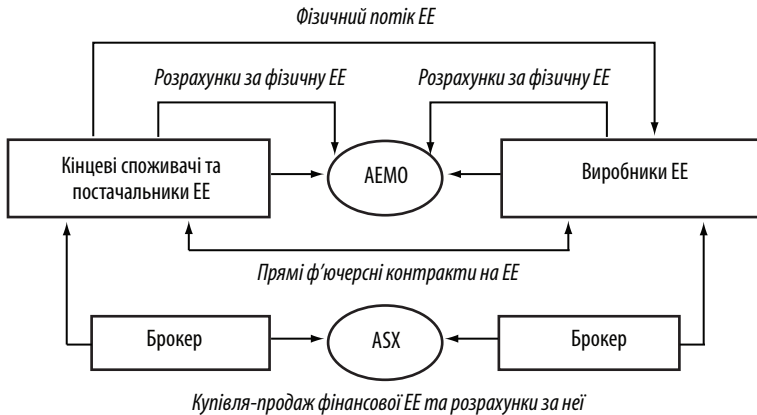 Фізичний потік ЕЕ
Розрахунки за фізичну ЕЕ
Розрахунки за фізичну ЕЕ
Кінцеві споживачі та
постачальники ЕЕ
AEMO
Виробники ЕЕ
Прямі ф’ючерсні контракти на ЕЕ
Брокер
ASX
Брокер
Купівля-продаж фінансової ЕЕ та розрахунки за неї